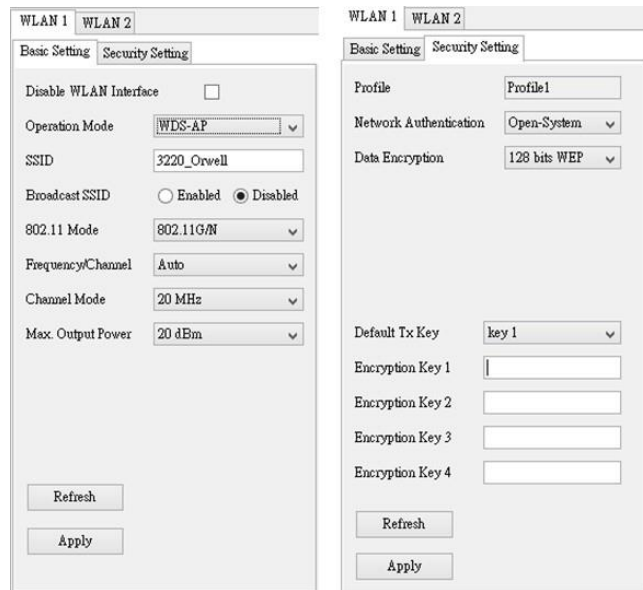 WLAN 1 WLAN 2
Basic Setting Security Setting
Disable WLAN Interface
Operation Mode WDS-AP
SSID 3220_Orwell
Broadcast SSID Enabled Disabled
802.11 Mode 802.11G/N
Frequency/Channel Auto
Channel Mode 20 MHz
Max. Output Power 20 dBm
Refresh
Apply
WLAN 1 WLAN 2
Basic Setting Security Setting
Profile Profile1
Network Authentication Open-System
Data Encryption 128 bits WEP
Default Tx Key key 1
Encryption Key 1
Encryption Key 2
Encryption Key 3
Encryption Key 4
Refresh
Apply